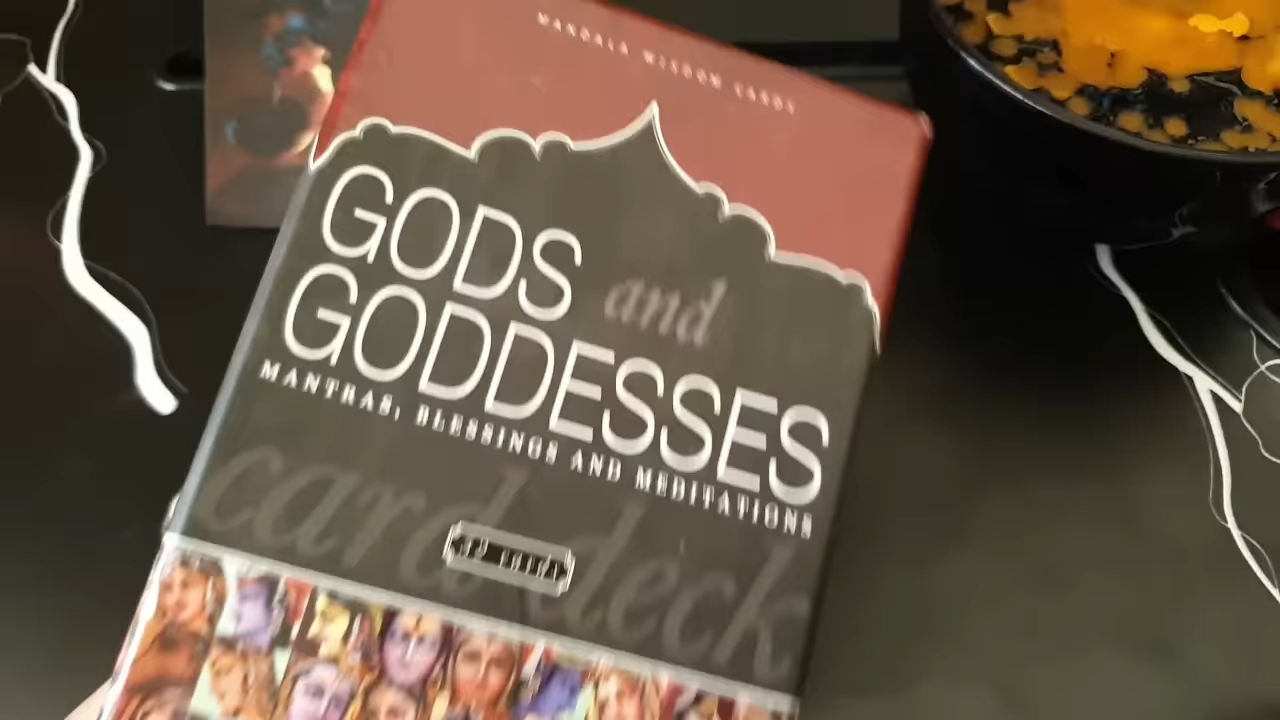 MANDALA WISDOM CARDS
GODS and
GODDESSES
MANTRAS, BLESSINGS AND MEDITATIONS
card deck